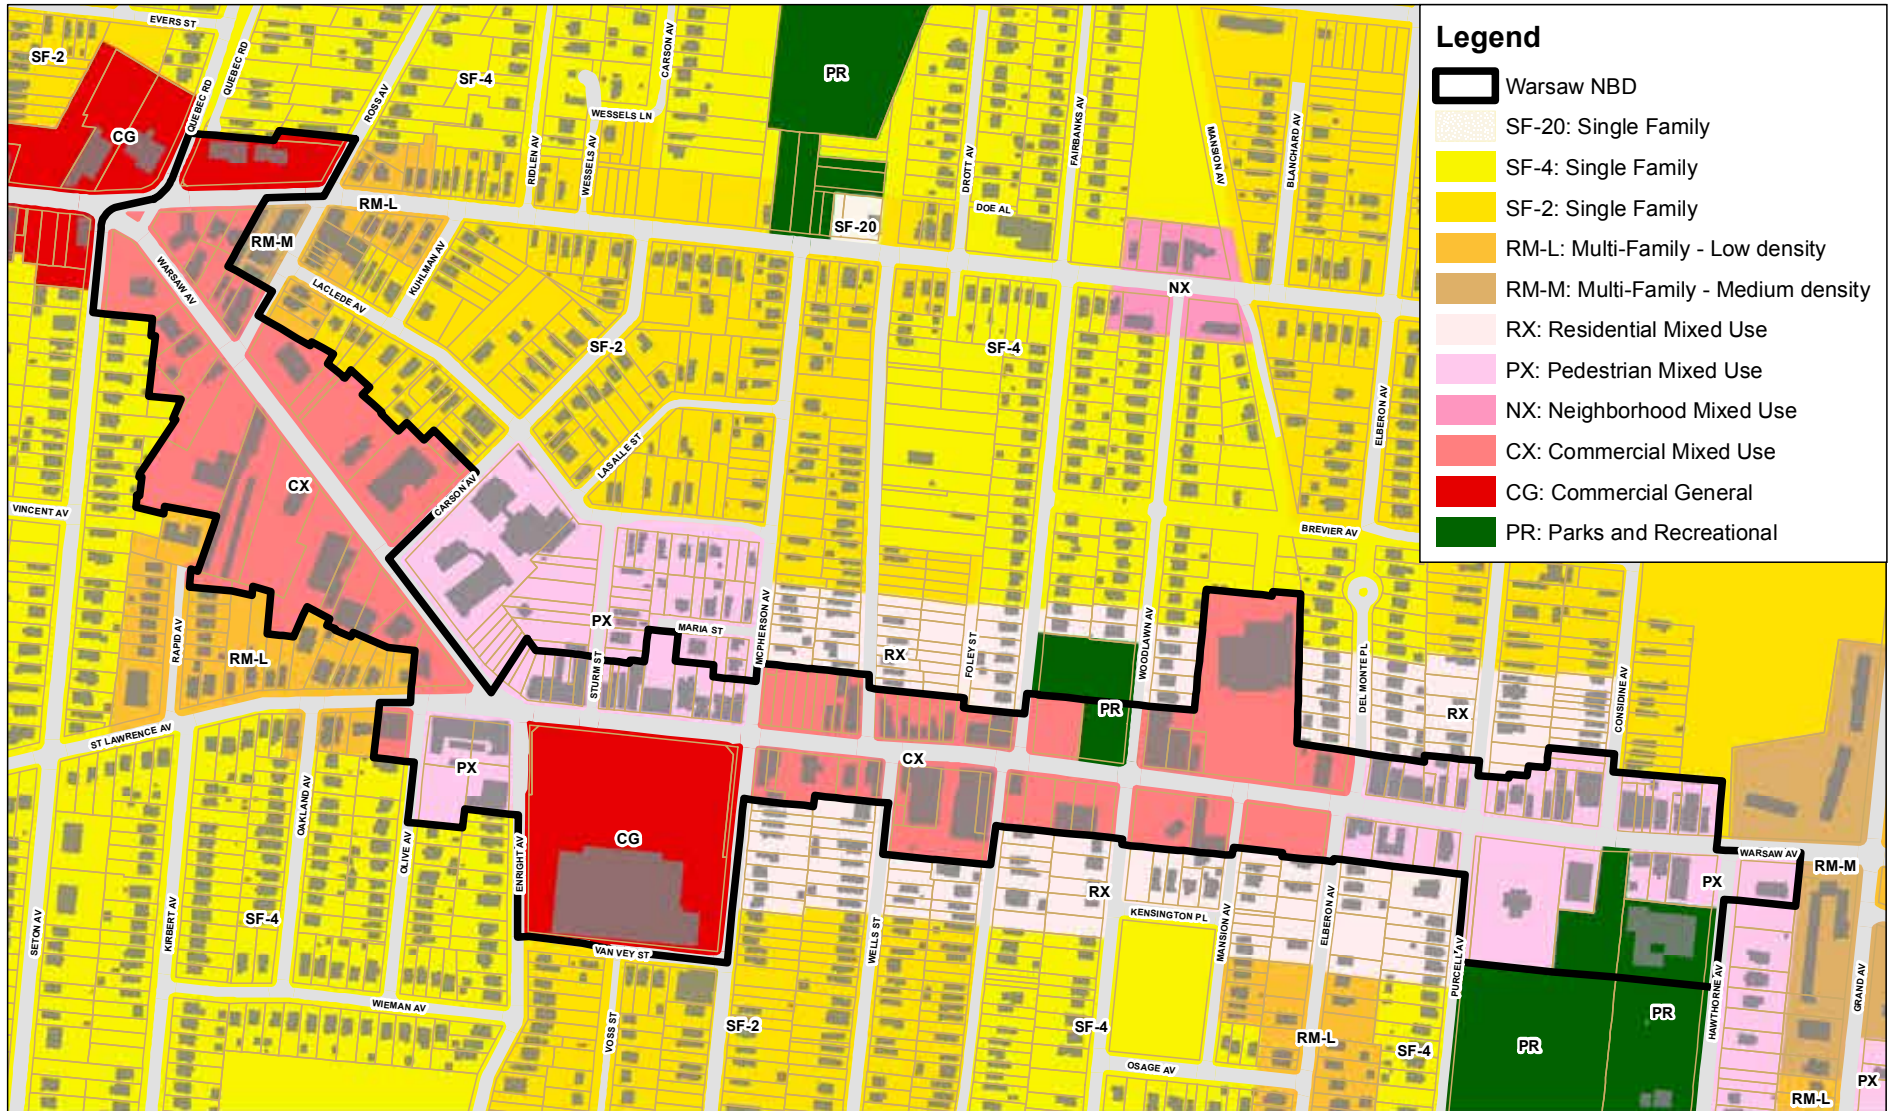 Legend
Warsaw NBD
SF-20: Single Family
SF-4: Single Family
SF-2: Single Family
RM-L: Multi-Family - Low density
RM-M: Multi-Family - Medium density
RX: Residential Mixed Use
PX: Pedestrian Mixed Use
NX: Neighborhood Mixed Use
CX: Commercial Mixed Use
CG: Commercial General
PR: Parks and Recreational
EVERS ST
SF-2
QUEBEC RD
QUEBEC RD
CG
ROSS AV
SF-4
CARSON AV
WESSELS LN
RIDLEN AV
WESSELS AV
PR
DROTT AV
FAIRBANKS AV
MANSION AV
BLANCHARD AV
RM-L
DOE AL
SF-20
RM-M
WARSAW AV
LACLEDE AV
KUHLMAN AV
NX
SF-2
SF-4
ELBERON AV
LASALLE ST
CX
CARSON AV
VINCENT AV
BREVIER AV
RAPID AV
RM-L
PX
MARIA ST
STURM ST
MCPHERSON AV
RX
FOLEY ST
WOODLAWN AV
PR
DEL MONTE PL
RX
CONSIDINE AV
ST LAWRENCE AV
PX
CX
OAKLAND AV
OLIVE AV
ENRIGHT AV
CG
WARSAW AV
RM-M
PX
SETON AV
KIRBERT AV
SF-4
VAN VEY ST
WELLS ST
RX
KENSINGTON PL
MANSION AV
ELBERON AV
PURCELL AV
HAWTHORNE AV
GRAND AV
WIEMAN AV
VOSS ST
SF-2
SF-4
OSAGE AV
RM-L
SF-4
PR
PR
PX
RM-L